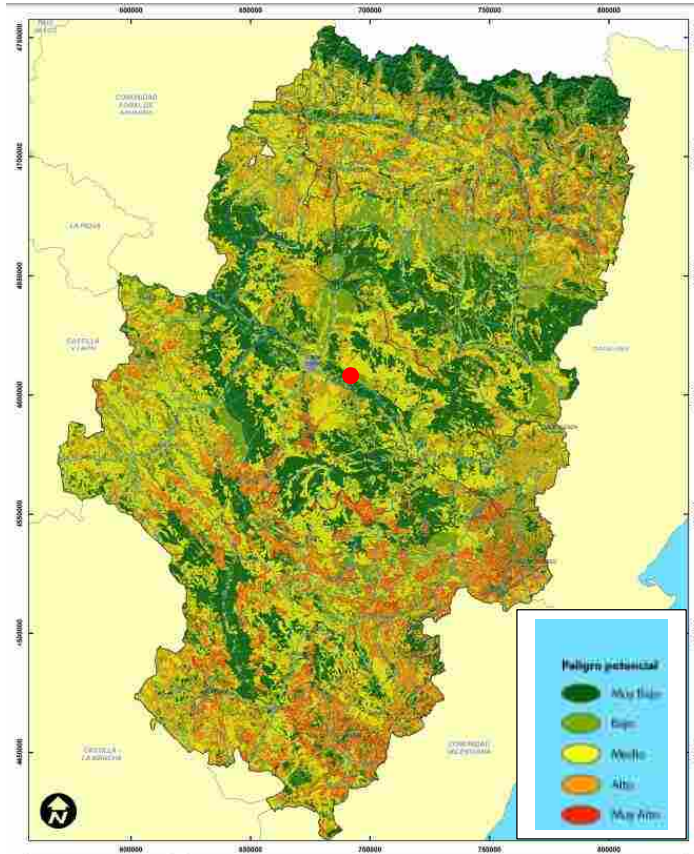 600000 650000 700000 750000 800000
PAIS
VASCO
4750000
COMUNIDAD
FORAL DE
NAVARRA
4700000
LA RIOJA
4650000
CASTILLA
Y LEÓN
CATALUÑA
4600000
4550000
4500000
4450000
CASTILLA -
LA MANCHA
COMUNIDAD
VALENCIANA
N
600000 650000 700000 750000 800000
Peligro potencial
Muy Bajo
Bajo
Medio
Alto
Muy Alto